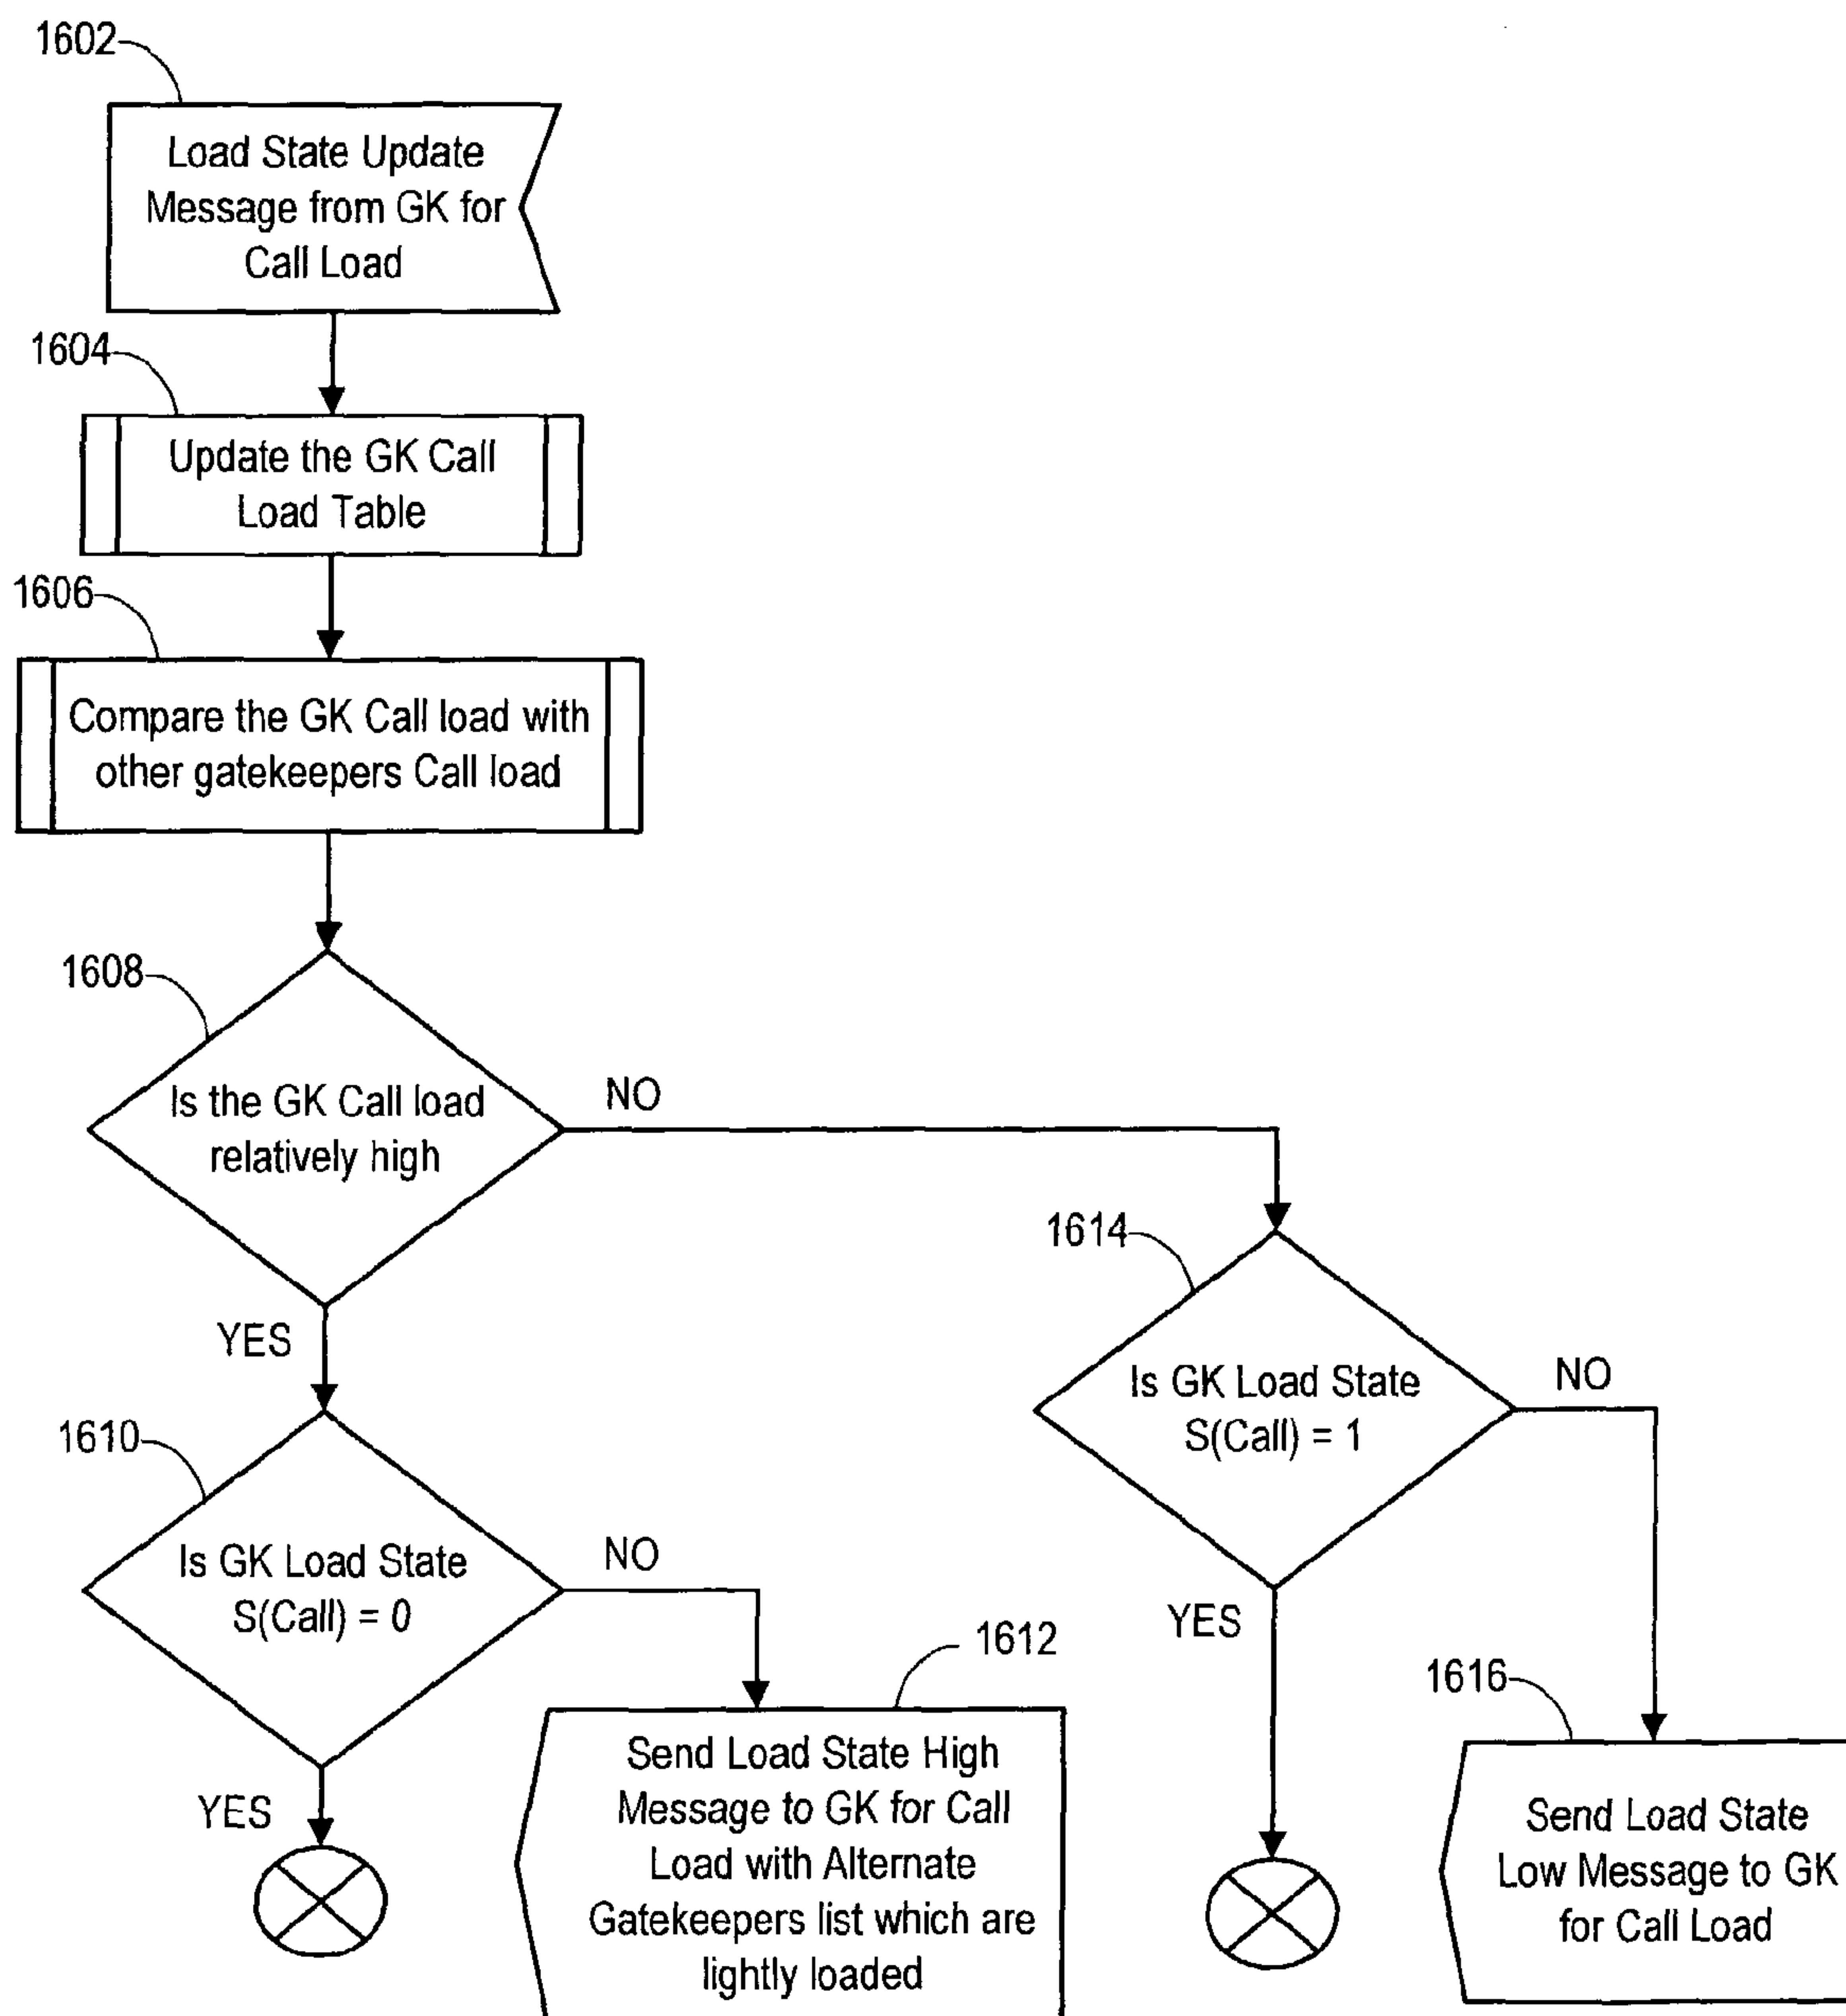 1602
Load State Update
Message from GK for
Call Load
1604
Update the GK Call
Load Table
1606
Compare the GK Call load with
other gatekeepers Call load
1608
Is the GK Call load
relatively high
NO
YES
1614
Is GK Load State
S(Call) = 1
NO
YES
1610
Is GK Load State
S(Call) = 0
NO
YES
1612
Send Load State High
Message to GK for Call
Load with Alternate
Gatekeepers list which are
lightly loaded
1616
Send Load State
Low Message to GK
for Call Load